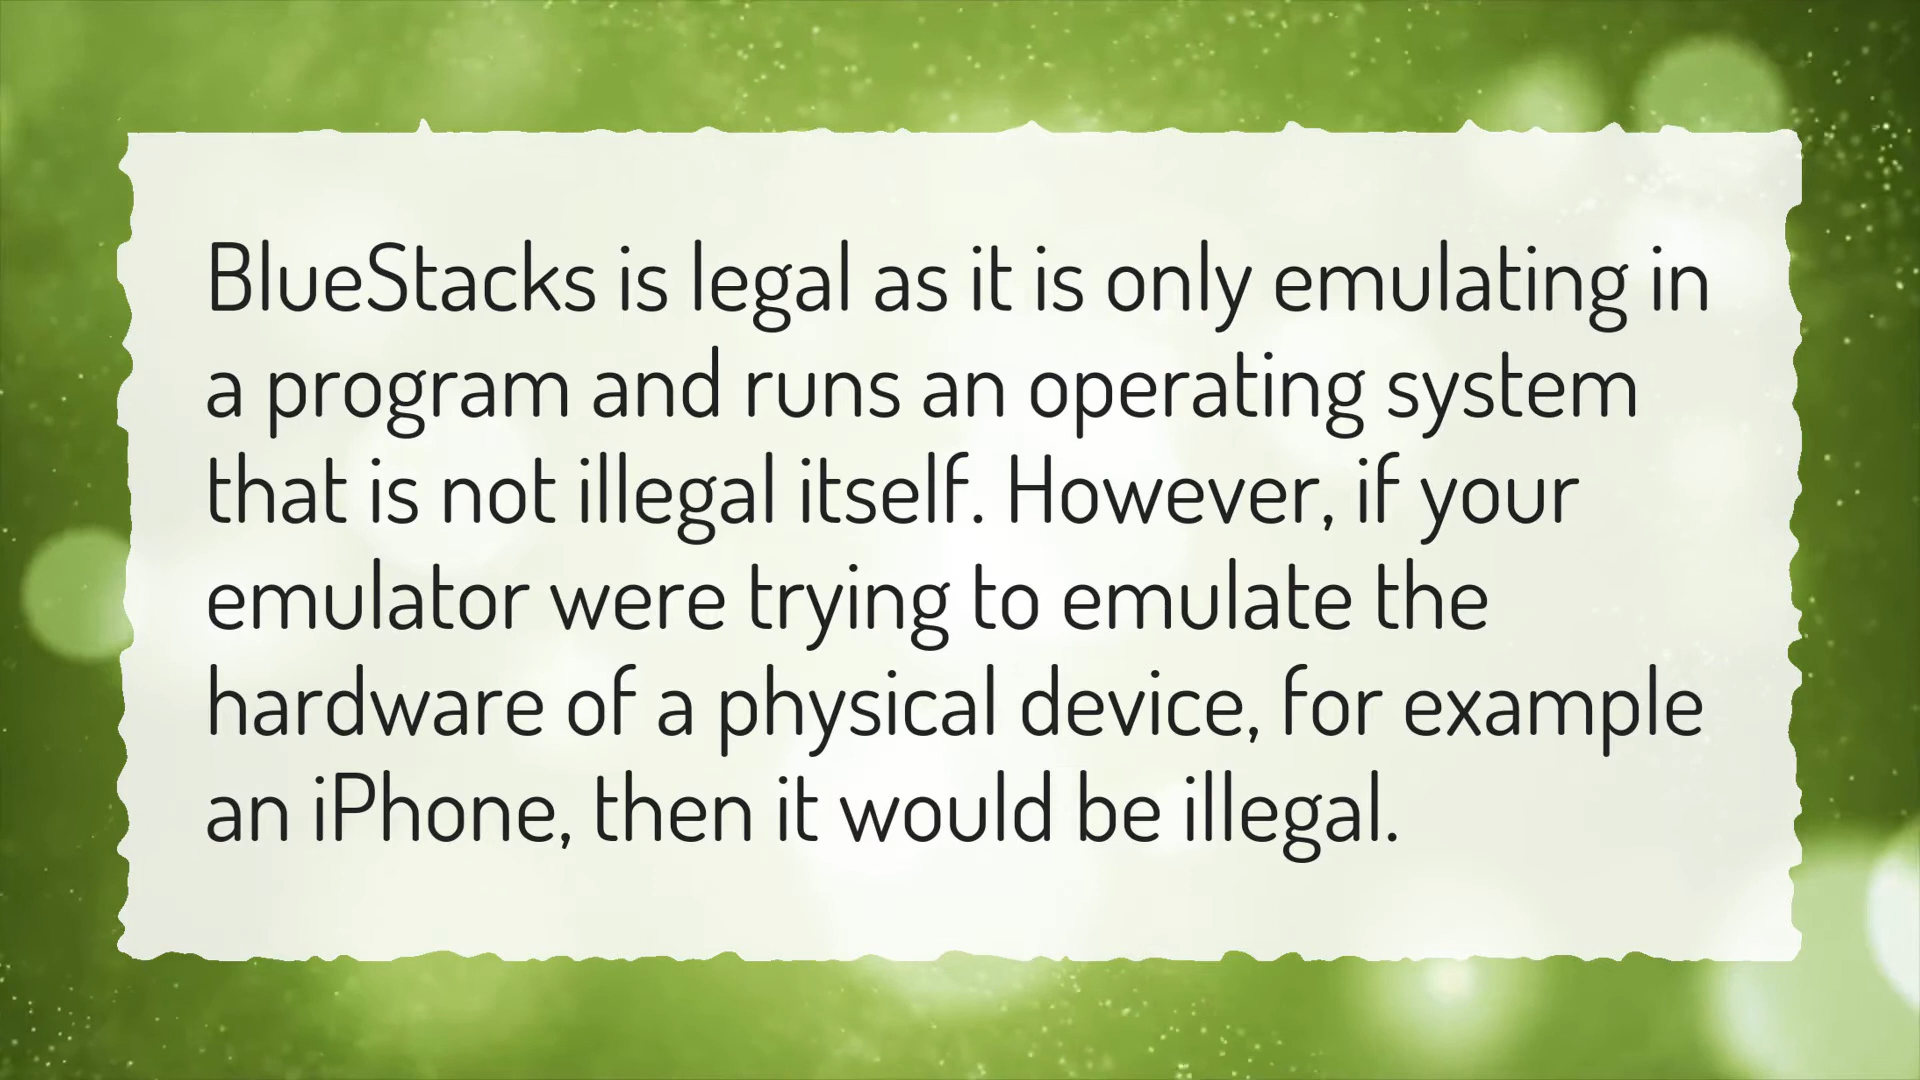 BlueStacks is legal as it is only emulating in
a program and runs an operating system
that is not illegal itself. However, if your
emulator were trying to emulate the
hardware of a physical device, for example
an iPhone, then it would be illegal.